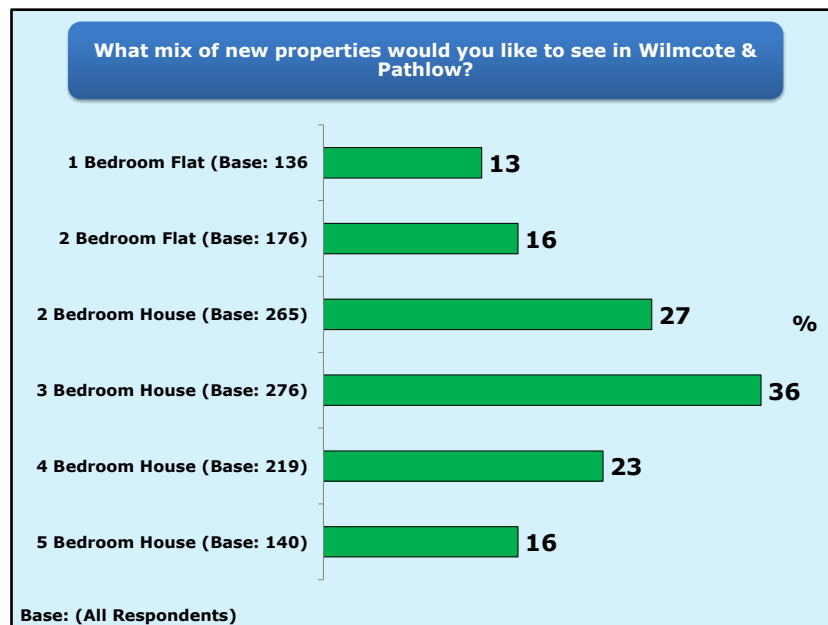 What mix of new properties would you like to see in Wilmcote &
Pathlow?
1 Bedroom Flat (Base: 136
13
2 Bedroom Flat (Base: 176)
16
2 Bedroom House (Base: 265)
27
%
3 Bedroom House (Base: 276)
36
4 Bedroom House (Base: 219)
23
5 Bedroom House (Base: 140)
16
Base: (All Respondents)